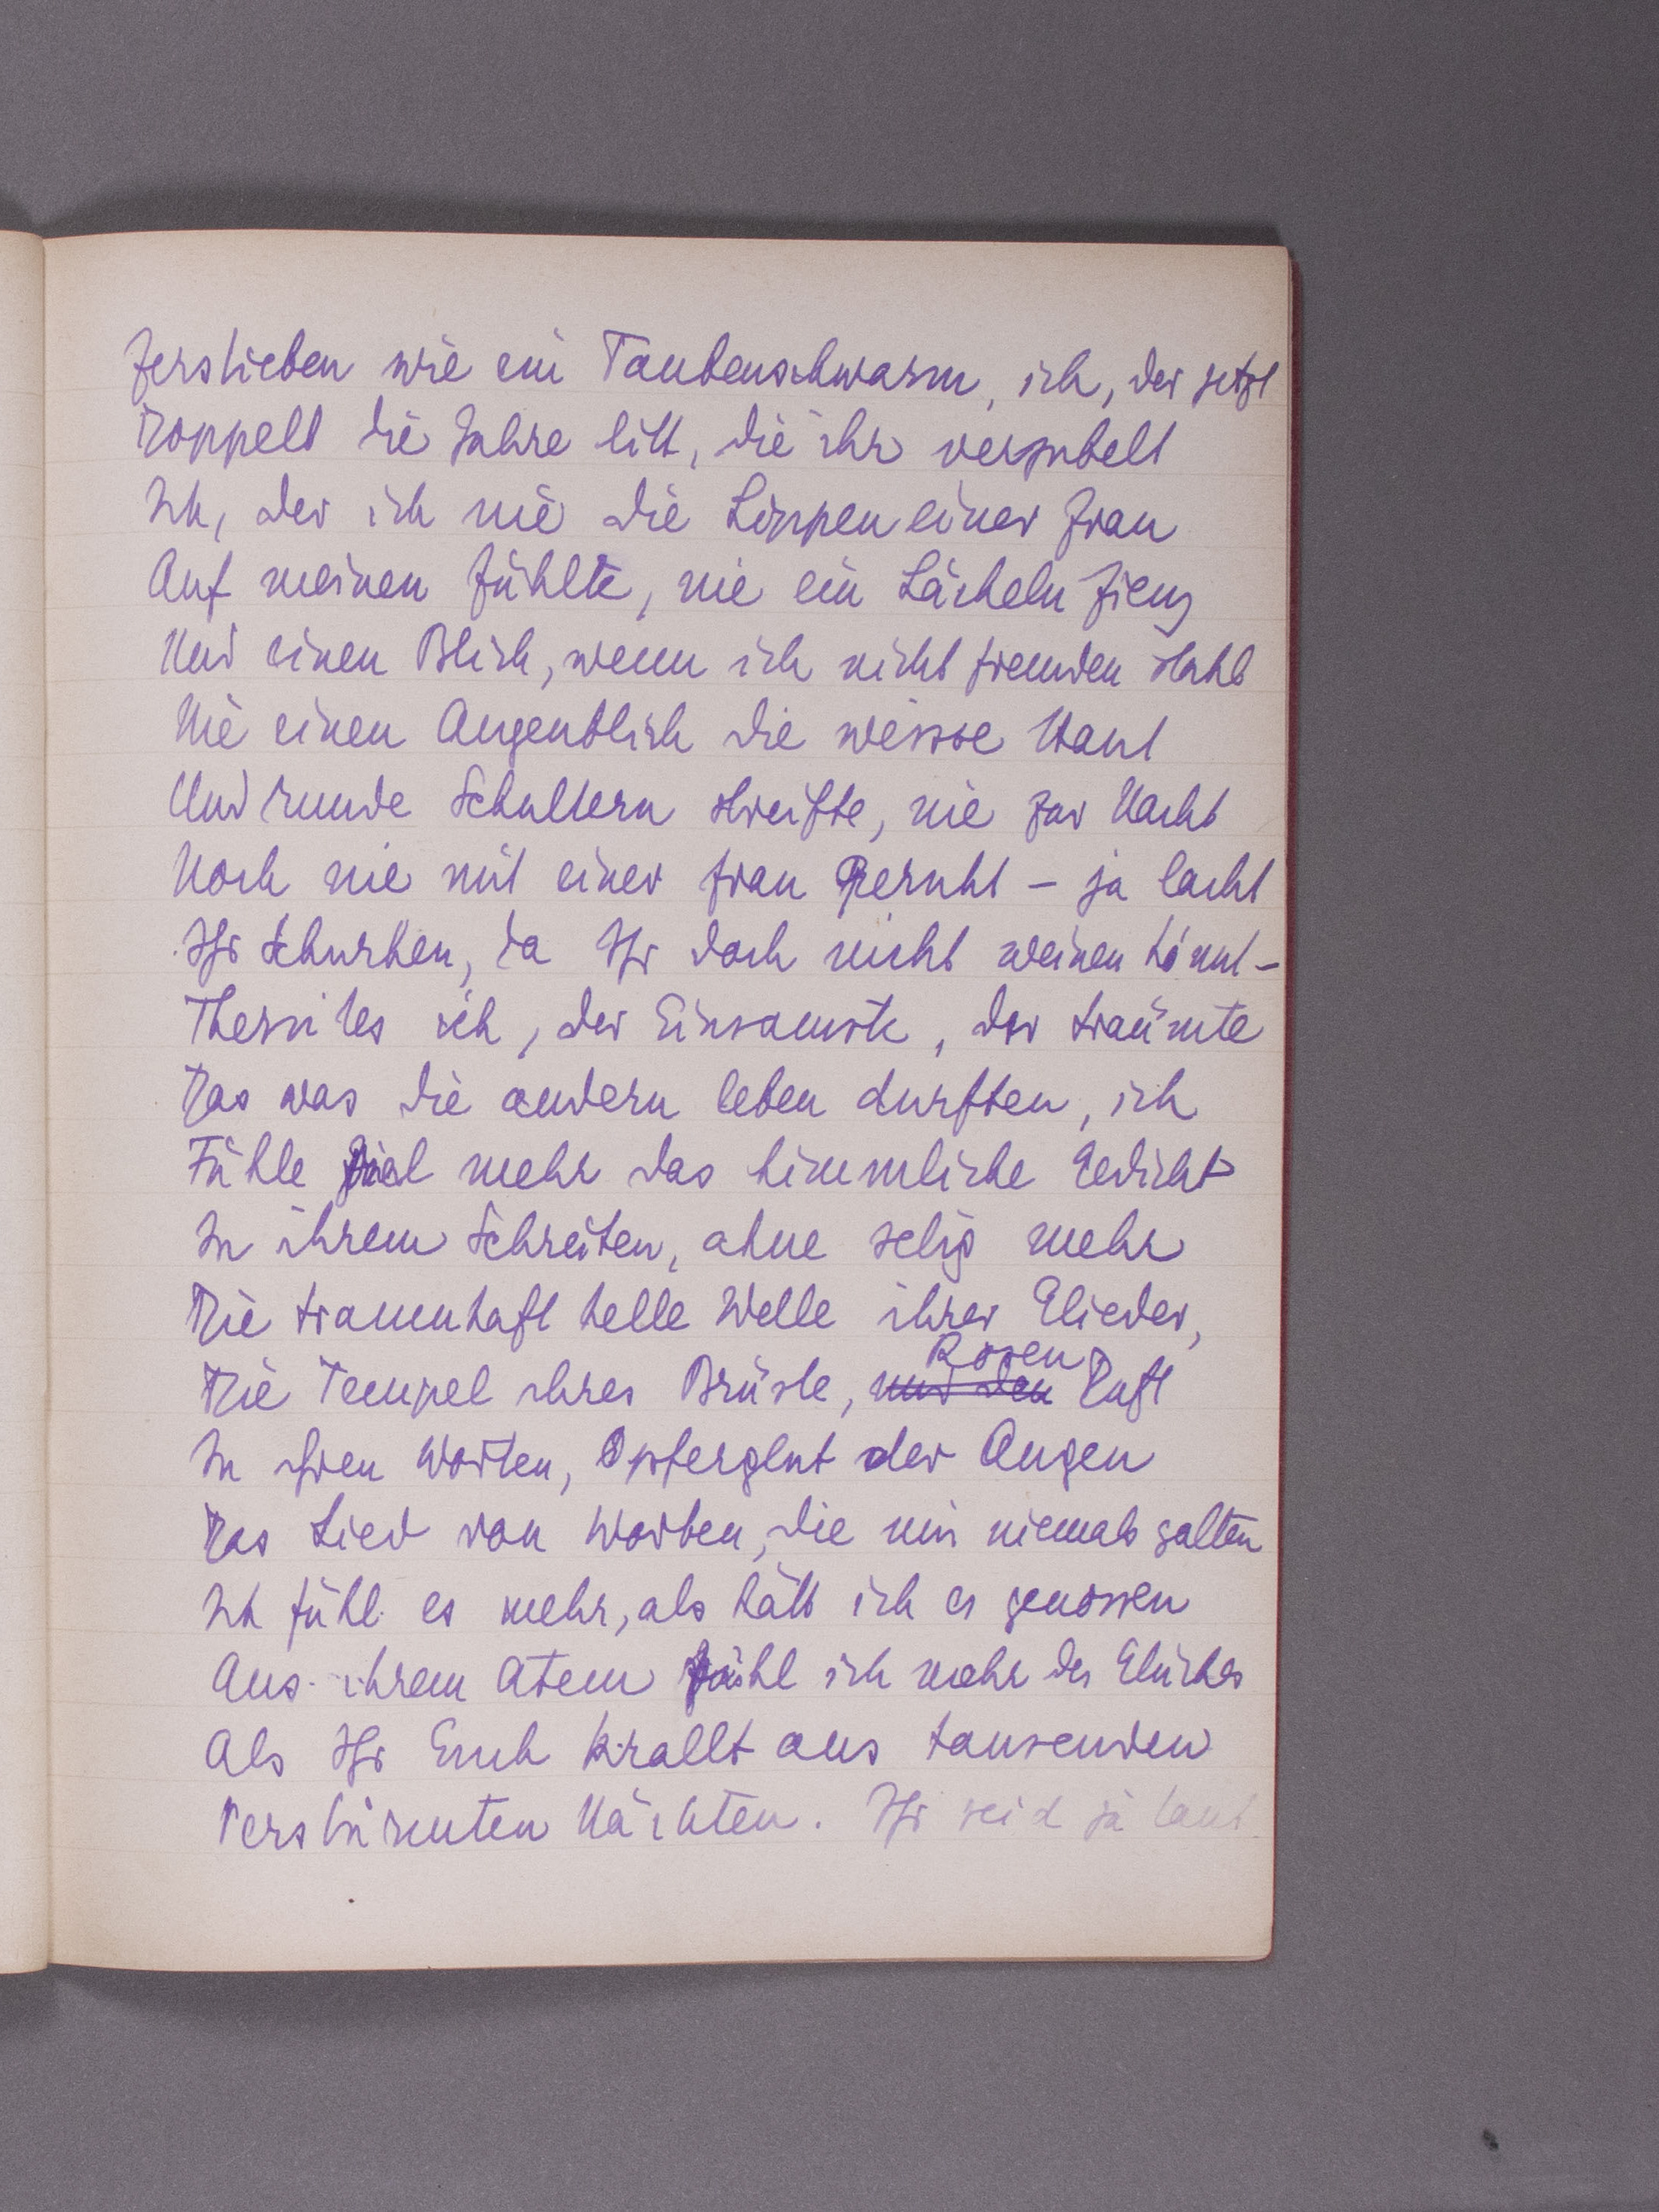 Zerstieben wie ein Taubenschwarm, ich, der jetzt
Doppelt die Jahre litt, die ihr verjubelt
Ich, der ich nie die Lippen einer Frau
Auf meinen fühlte, nie ein Lächeln fieng
Und einen Blick, wenn ich nicht fremden stahl
Nie einen Augenblick die weisse Haut
Und runde Schultern streifte, nie zur Nacht
Noch nie mit einer Frau geruht – ja lacht
Ihr Schurken, da Ihr doch nicht weinen könnt –
Thersites ich, der Einsamste, der träumte
Das was die andern leben durften, ich
Fühle viel mehr das himmlische Gedicht
In ihrem Schreiten, ahne selig mehr
Die traumhaft helle Welle ihrer Glieder,
Die Tempel ihrer Brüste, und den Rosen Duft
In ihren Worten, Opferglut der Augen
Das Lied von Worten, die mir niemals galten
Ich fühl es mehr, als hätt ich es genossen
Aus ihrem Atem fühl ich mehr des Glückes
Als Ihr Euch krallt aus tausenden
Verstürmten Nächten. Ihr seid ja taub